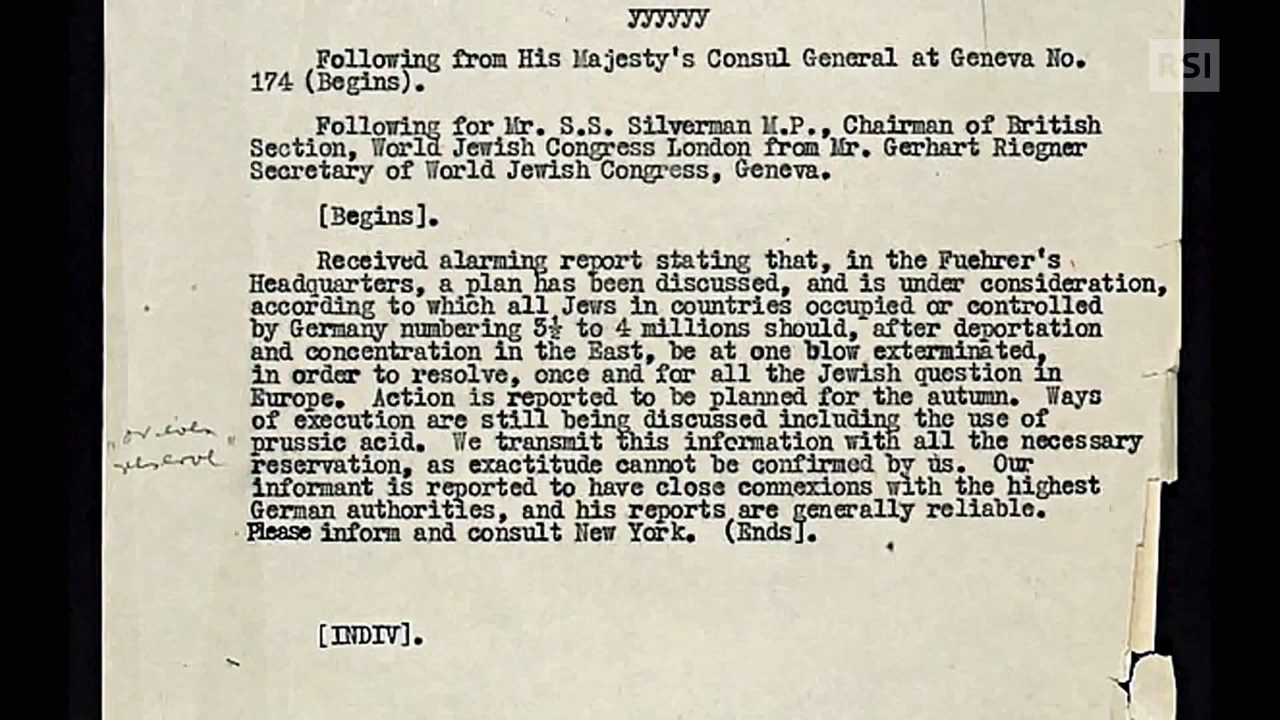 yyyyyy
RSI
Following from His Majesty's Consul General at Geneva No.
174 (Begins).
Following for Mr. S.S. Silverman M.P., Chairman of British
Section, World Jewish Congress London from Mr. Gerhart Riegner
Secretary of World Jewish Congress, Geneva.
[Begins].
Received alarming report stating that, in the Fuehrer's
Headquarters, a plan has been discussed, and is under consideration,
according to which all Jews in countries occupied or controlled
by Germany numbering 3½ to 4 millions should, after deportation
and concentration in the East, be at one blow exterminated,
in order to resolve, once and for all the Jewish question in
Europe. Action is reported to be planned for the autumn. Ways
of execution are still being discussed including the use of
prussic acid. We transmit this information with all the necessary
reservation, as exactitude cannot be confirmed by us. Our
informant is reported to have close connexions with the highest
German authorities, and his reports are generally reliable.
Please inform and consult New York. (Ends].
[INDIV].